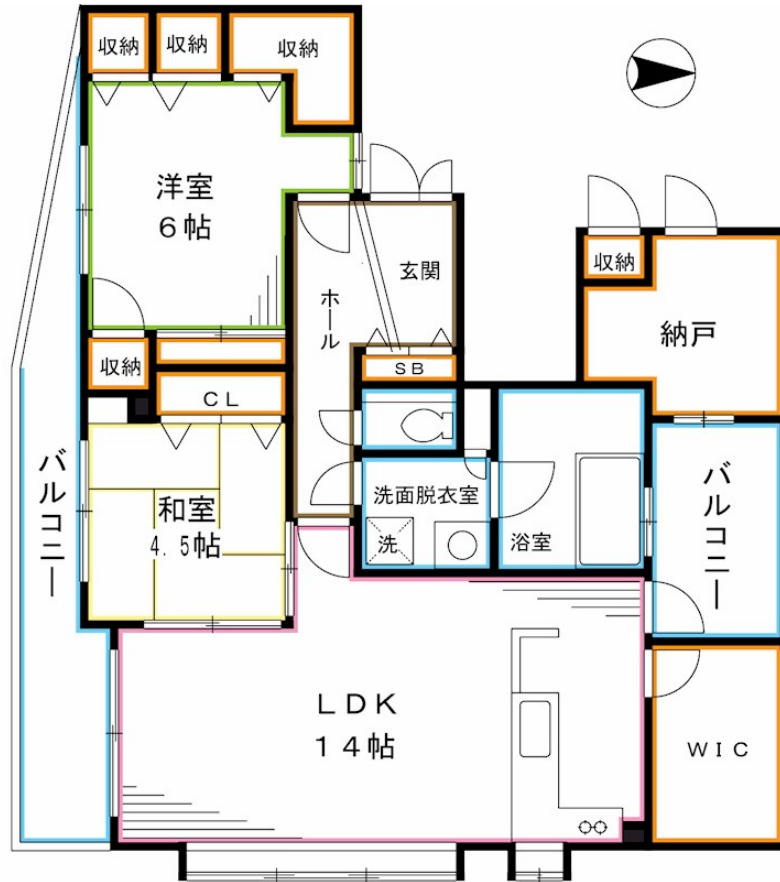 収納
収納
収納
洋室
6帖
玄関
ホール
収納
納戸
収納
SB
CL
バルコニー
和室
4.5帖
洗面脱衣室
洗
浴室
バルコニー
LDK
14帖
WIC